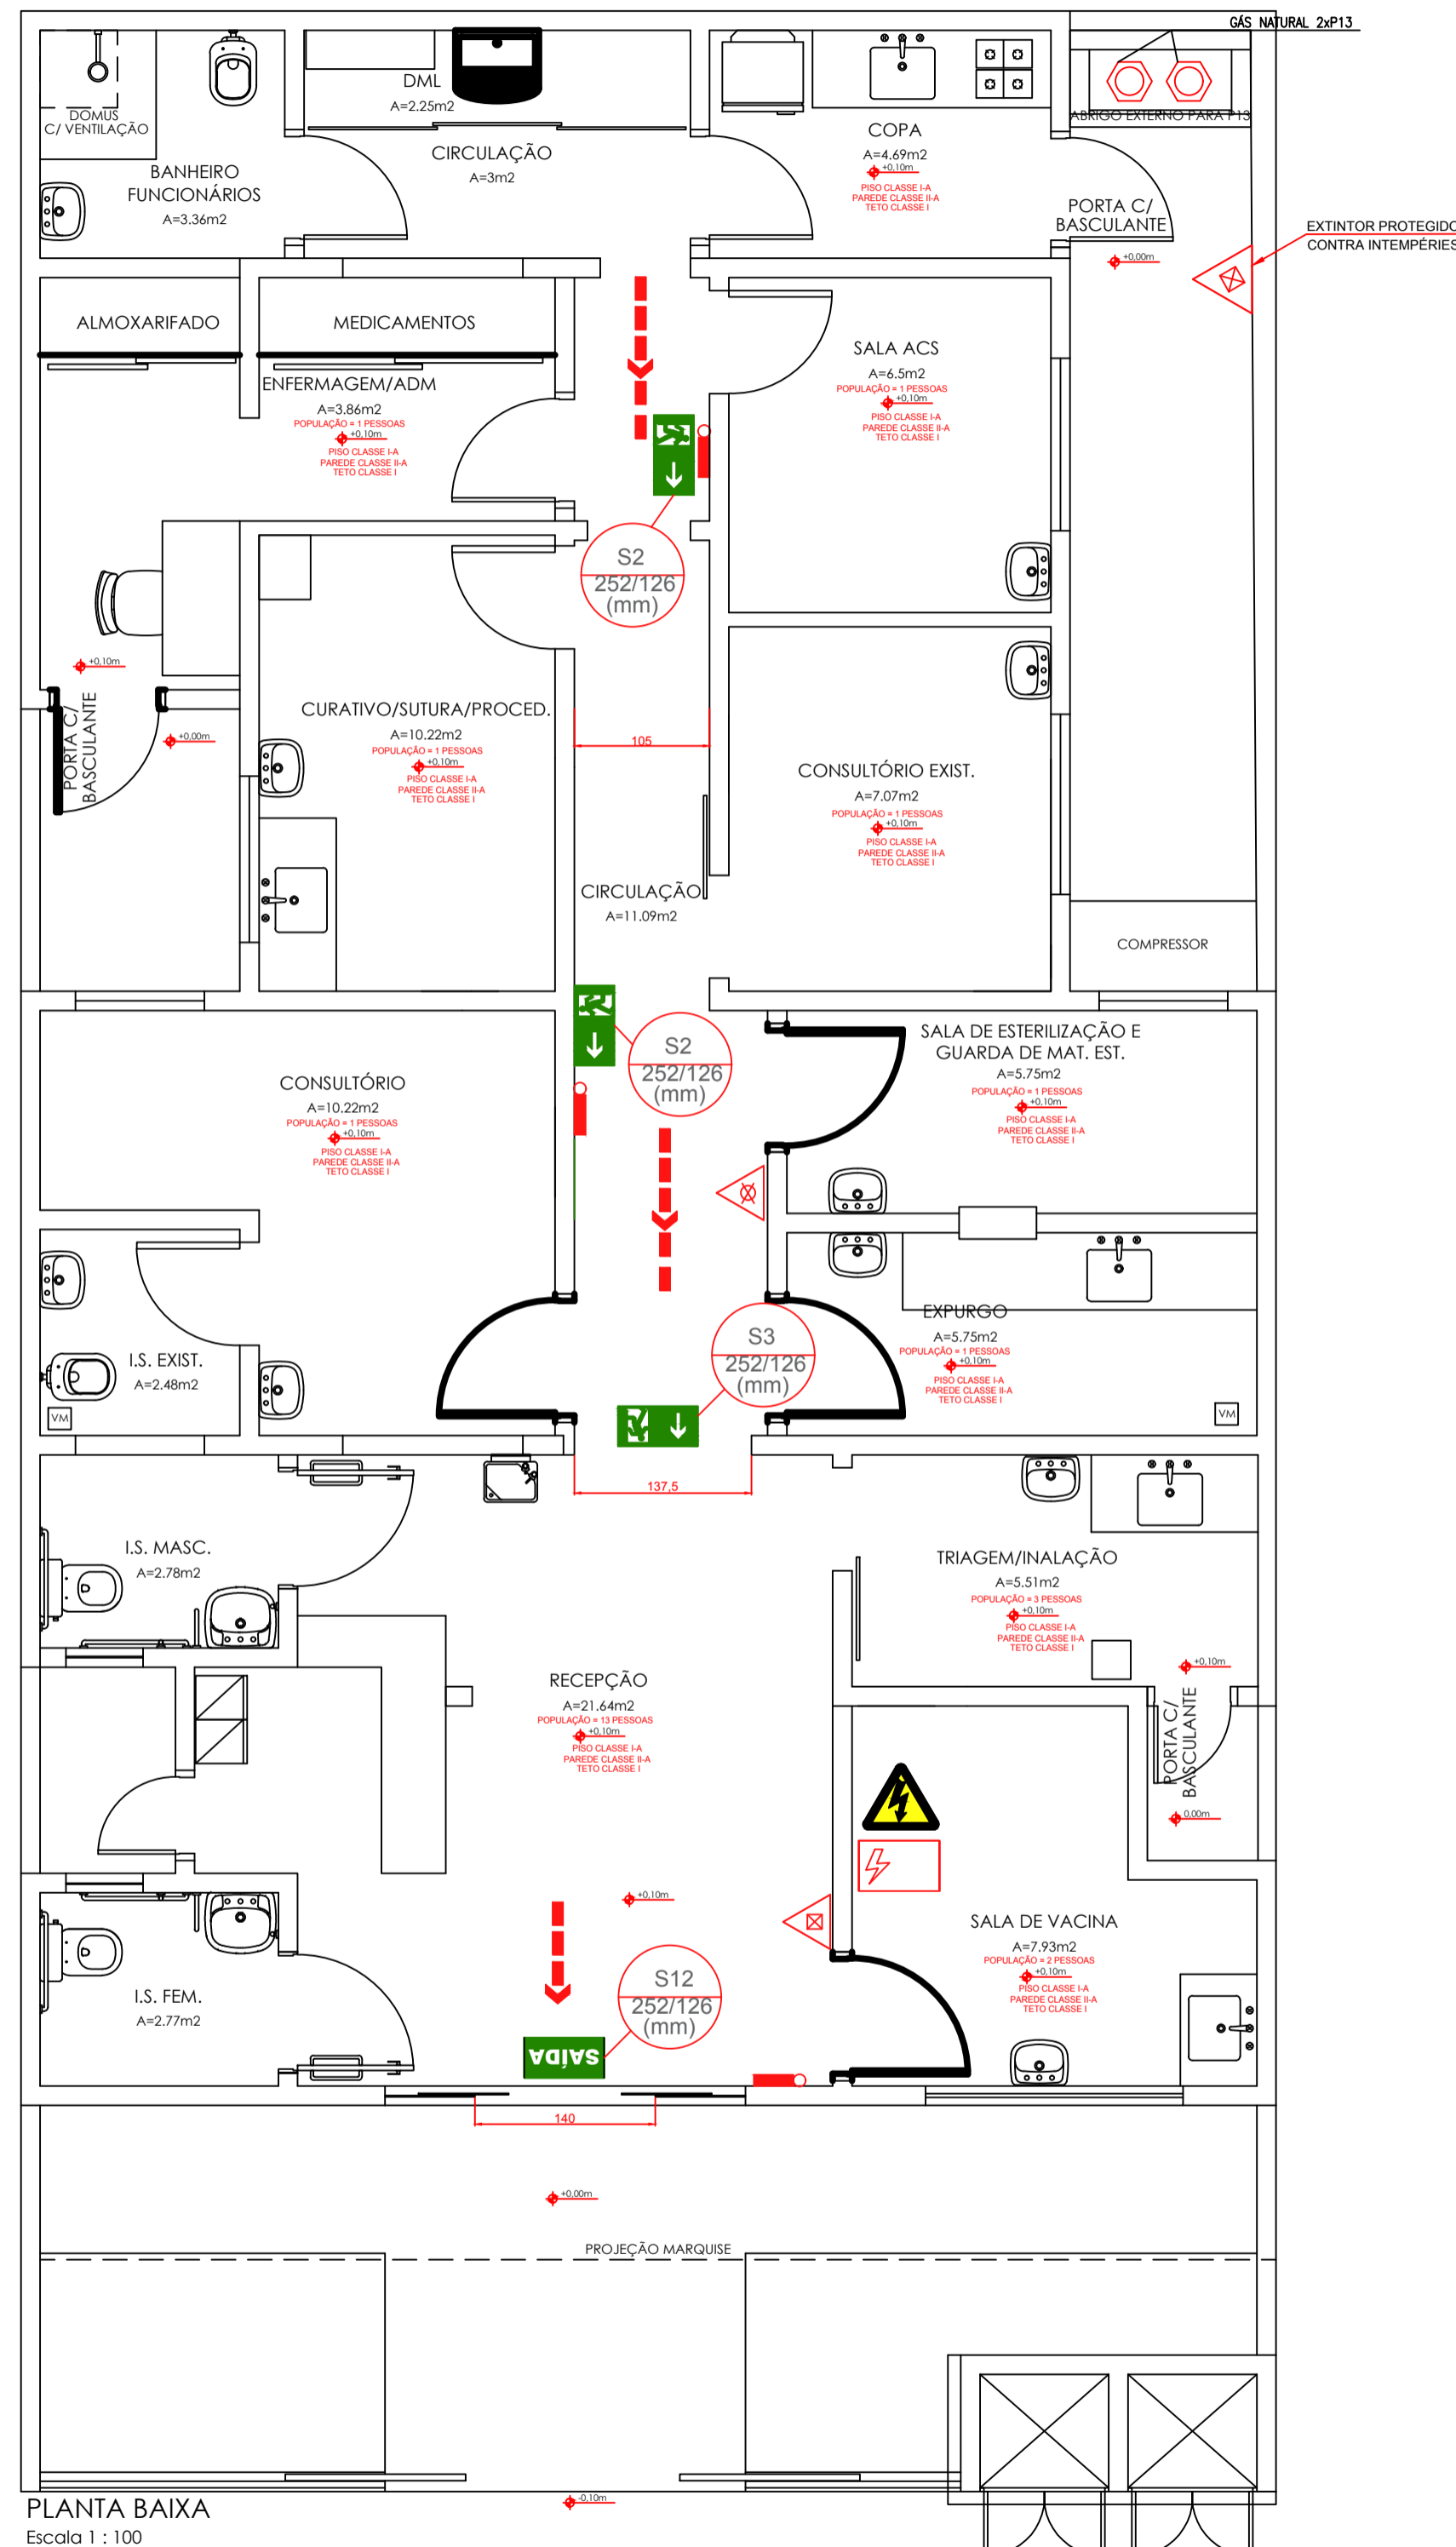 GÁS NATURAL 2xP13
DOMUS
C/ VENTILAÇÃO
DML
A=2.25m2
ABRIGO EXTERNO PARA P13
COPA
A=4.69m2
+0,10m
PISO CLASSE I-A
PAREDE CLASSE II-A
TETO CLASSE I
CIRCULAÇÃO
A=3m2
BANHEIRO
FUNCIONÁRIOS
A=3.36m2
PORTA C/
BASCULANTE
+0,00m
EXTINTOR PROTEGIDO
CONTRA INTEMPÉRIES
ALMOXARIFADO
MEDICAMENTOS
SALA ACS
A=6.5m2
POPULAÇÃO = 1 PESSOAS
+0,10m
PISO CLASSE I-A
PAREDE CLASSE II-A
TETO CLASSE I
ENFERMAGEM/ADM
A=3.86m2
POPULAÇÃO = 1 PESSOAS
+0,10m
PISO CLASSE I-A
PAREDE CLASSE II-A
TETO CLASSE I
S2
252/126
(mm)
+0,10m
PORTA C/
BASCULANTE
+0,00m
CURATIVO/SUTURA/PROCED.
A=10.22m2
POPULAÇÃO = 1 PESSOAS
+0,10m
PISO CLASSE I-A
PAREDE CLASSE II-A
TETO CLASSE I
105
CONSULTÓRIO EXIST.
A=7.07m2
POPULAÇÃO = 1 PESSOAS
+0,10m
PISO CLASSE I-A
PAREDE CLASSE II-A
TETO CLASSE I
CIRCULAÇÃO
A=11.09m2
COMPRESSOR
S2
252/126
(mm)
SALA DE ESTERILIZAÇÃO E
GUARDA DE MAT. EST.
A=5.75m2
POPULAÇÃO = 1 PESSOAS
+0,10m
PISO CLASSE I-A
PAREDE CLASSE II-A
TETO CLASSE I
CONSULTÓRIO
A=10.22m2
POPULAÇÃO = 1 PESSOAS
+0,10m
PISO CLASSE I-A
PAREDE CLASSE II-A
TETO CLASSE I
S3
252/126
(mm)
EXPURGO
A=5.75m2
POPULAÇÃO = 1 PESSOAS
+0,10m
PISO CLASSE I-A
PAREDE CLASSE II-A
TETO CLASSE I
I.S. EXIST.
A=2.48m2
VM
VM
137,5
I.S. MASC.
A=2.78m2
TRIAGEM/INALAÇÃO
A=5.51m2
POPULAÇÃO = 3 PESSOAS
+0,10m
PISO CLASSE I-A
PAREDE CLASSE II-A
TETO CLASSE I
+0,10m
PORTA C/
BASCULANTE
0,00m
RECEPÇÃO
A=21.64m2
POPULAÇÃO = 13 PESSOAS
+0,10m
PISO CLASSE I-A
PAREDE CLASSE II-A
TETO CLASSE I
+0,10m
SALA DE VACINA
A=7.93m2
POPULAÇÃO = 2 PESSOAS
+0,10m
PISO CLASSE I-A
PAREDE CLASSE II-A
TETO CLASSE I
S12
252/126
(mm)
I.S. FEM.
A=2.77m2
SAÍDA
140
+0,00m
PROJEÇÃO MARQUISE
-0,10m
PLANTA BAIXA
Escala 1 : 100